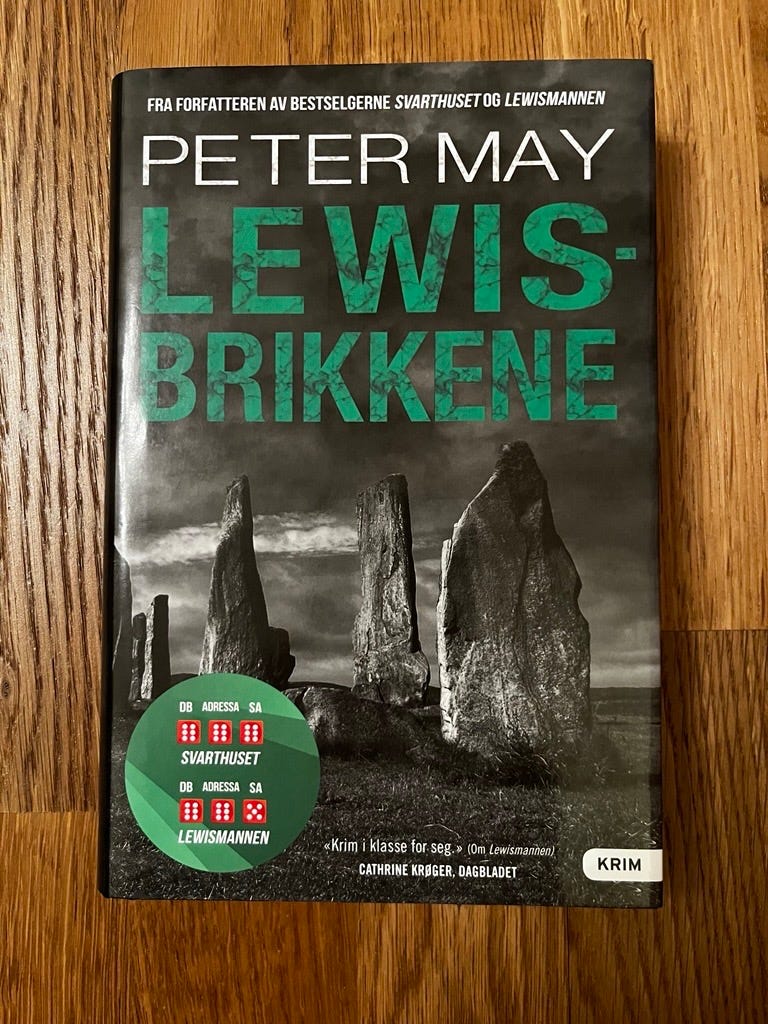 FRA FORFATTEREN AV BESTSELGERNE SVARTHUSET OG LEWISMANNEN
PETER MAY
LEWIS-
BRIKKENE
DB ADRESSA SA
SVARTHUSET
DB ADRESSA SA
LEWISMANNEN
«Krim i klasse for seg.» (Om Lewismannen)
CATHRINE KRØGER, DAGBLADET
KRIM